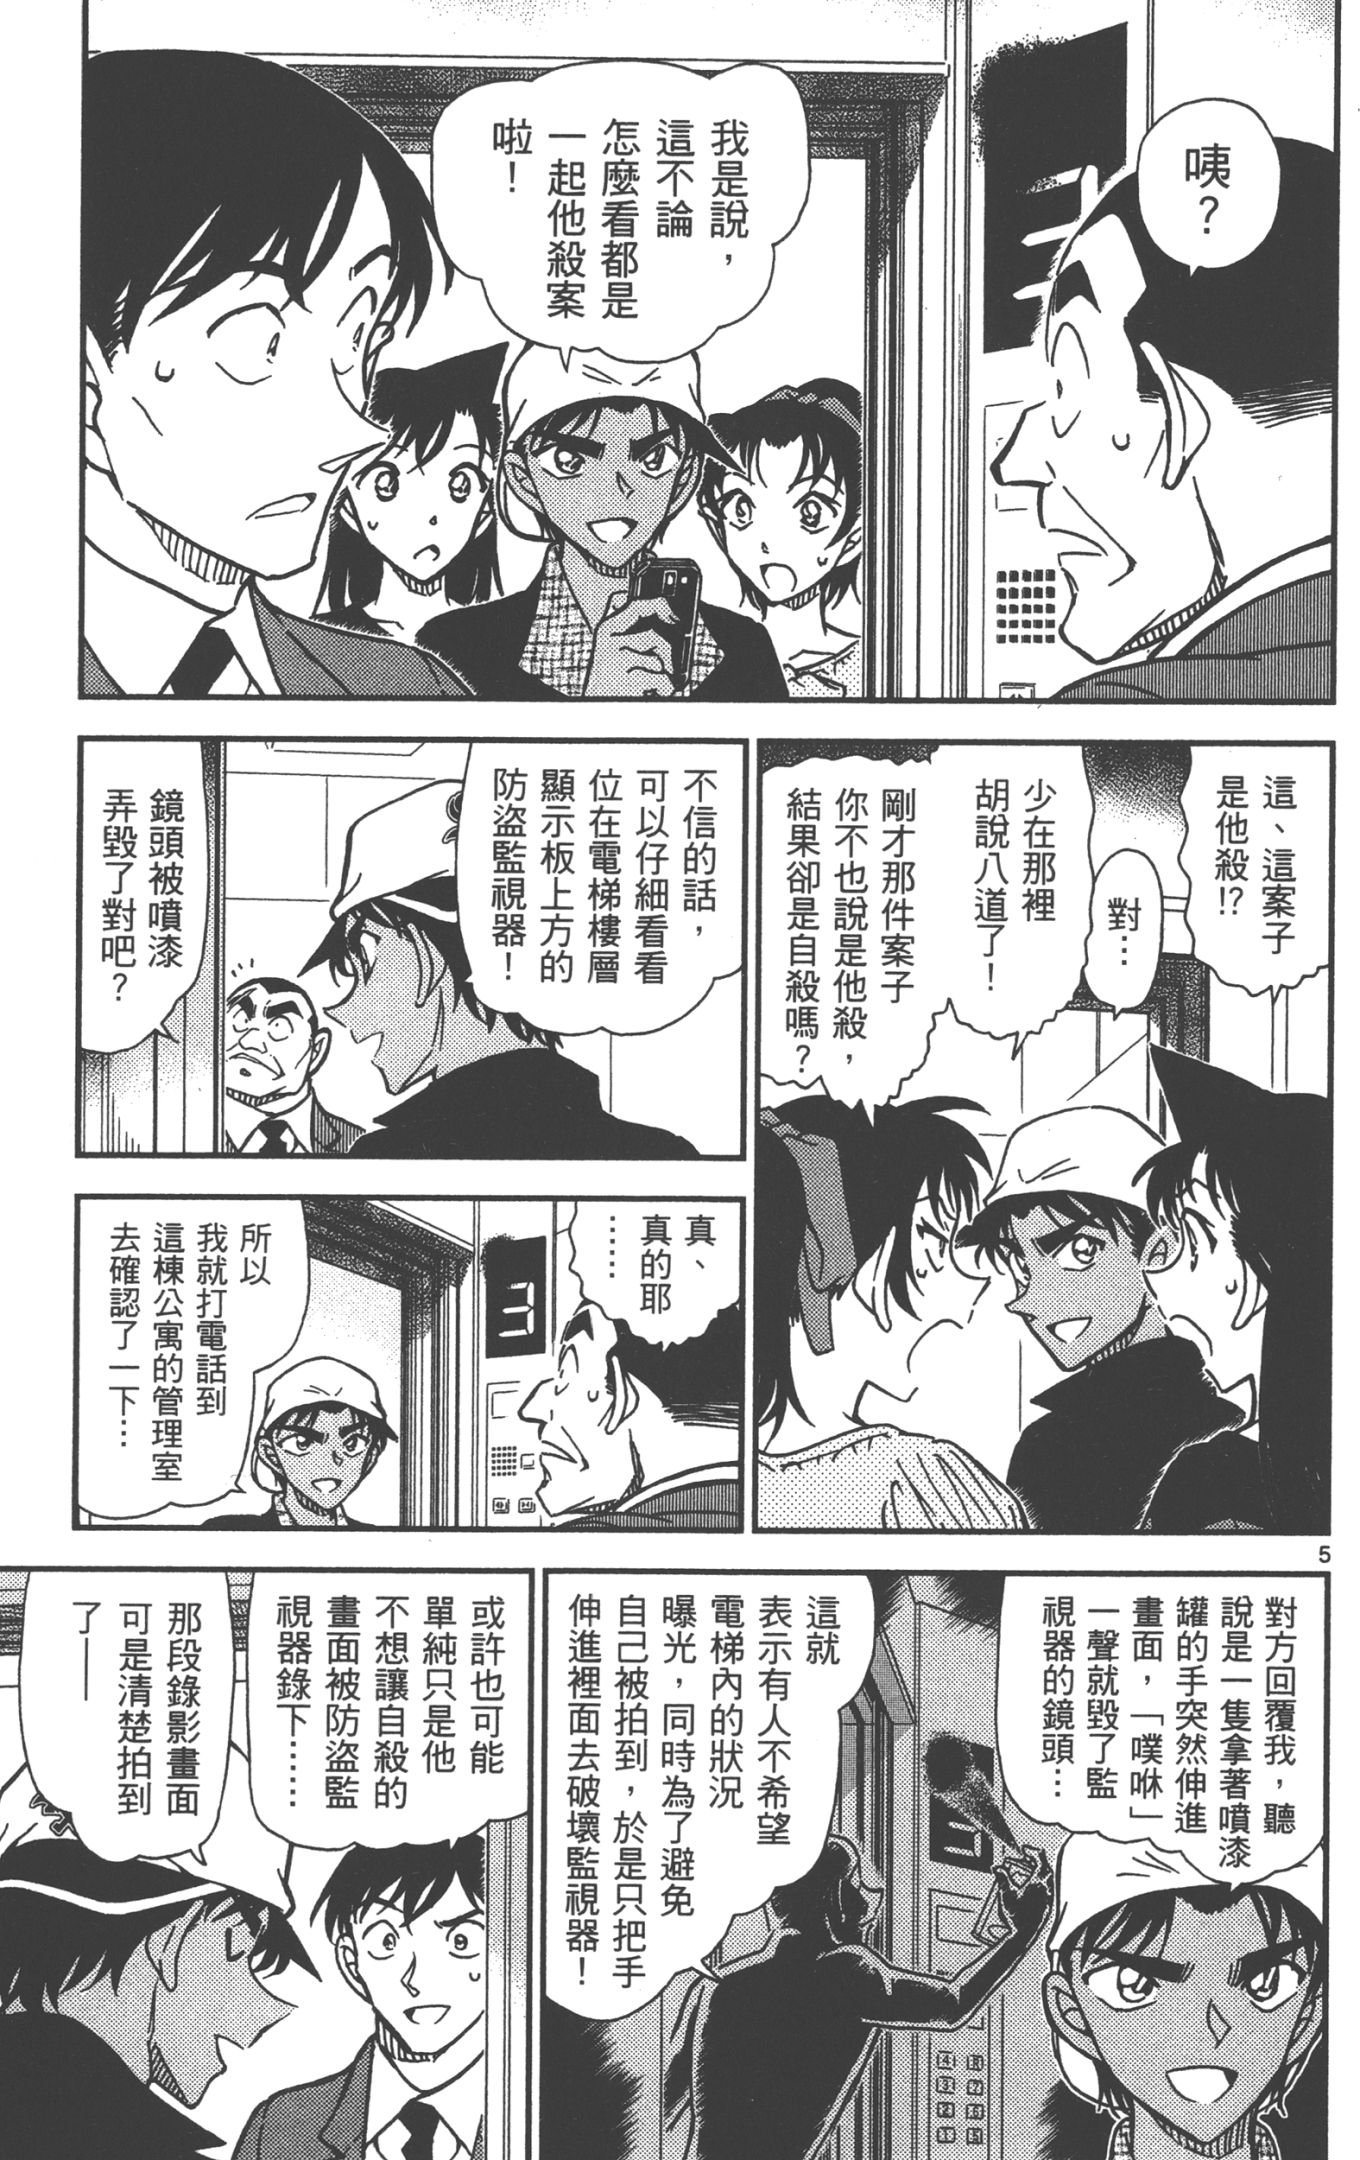 咦？
我是說，
這不論
怎麼看都是
一起他殺案
啦！
這、這案子
是他殺!?
對…
少在那裡
胡說八道了！
剛才那件案子
你不也說是他殺，
結果卻是自殺嗎？
不信的話，
可以仔細看看
位在電梯樓層
顯示板上方的
防盜監視器！
鏡頭被噴漆
弄毀了對吧？
真、
真的耶
……
3
所以
我就打電話到
這棟公寓的管理室
去確認了一下…
5
對方回覆我，聽
說是一隻拿著噴漆
罐的手突然伸進
畫面，「噗咻」
一聲就毀了監
視器的鏡頭…
這就
表示有人不希望
電梯內的狀況
曝光，同時為了避免
自己被拍到，於是只把手
伸進裡面去破壞監視器！
或許也可能
單純只是他
不想讓自殺的
畫面被防盜監
視器錄下……
那段錄影畫面
可是清楚拍到
了——